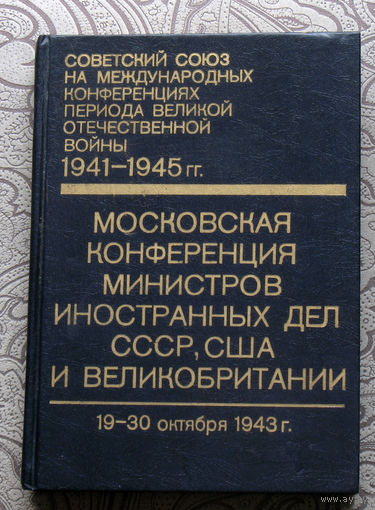 СОВЕТСКИЙ СОЮЗ
НА МЕЖДУНАРОДНЫХ
КОНФЕРЕНЦИЯХ
ПЕРИОДА ВЕЛИКОЙ
ОТЕЧЕСТВЕННОЙ
ВОЙНЫ
1941–1945 гг.
МОСКОВСКАЯ
КОНФЕРЕНЦИЯ
МИНИСТРОВ
ИНОСТРАННЫХ ДЕЛ
СССР, США
И ВЕЛИКОБРИТАНИИ
19–30 октября 1943 г.
www.ay.by